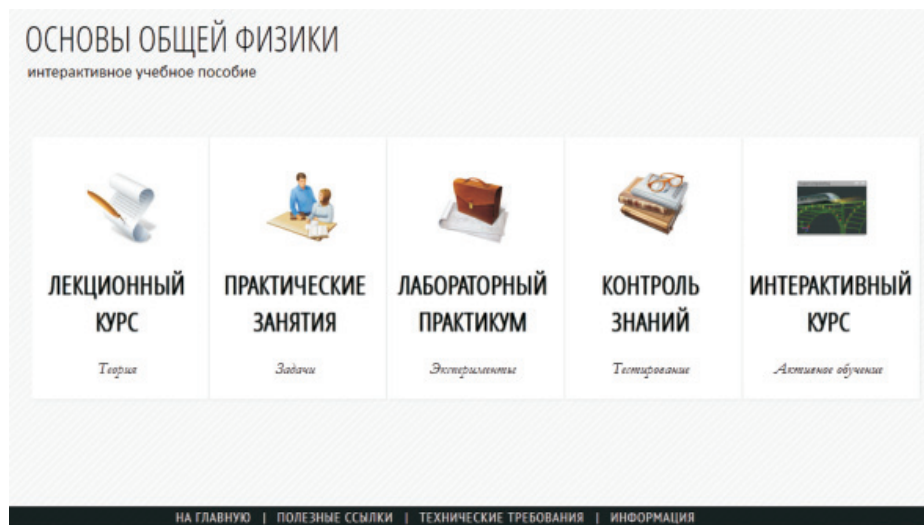 ОСНОВЫ ОБЩЕЙ ФИЗИКИ
интерактивное учебное пособие
ЛЕКЦИОННЫЙ
КУРС
Теория
ПРАКТИЧЕСКИЕ
ЗАНЯТИЯ
Задачи
ЛАБОРАТОРНЫЙ
ПРАКТИКУМ
Эксперименты
КОНТРОЛЬ
ЗНАНИЙ
Тестирование
ИНТЕРАКТИВНЫЙ
КУРС
Активное обучение
НА ГЛАВНУЮ | ПОЛЕЗНЫЕ ССЫЛКИ | ТЕХНИЧЕСКИЕ ТРЕБОВАНИЯ | ИНФОРМАЦИЯ